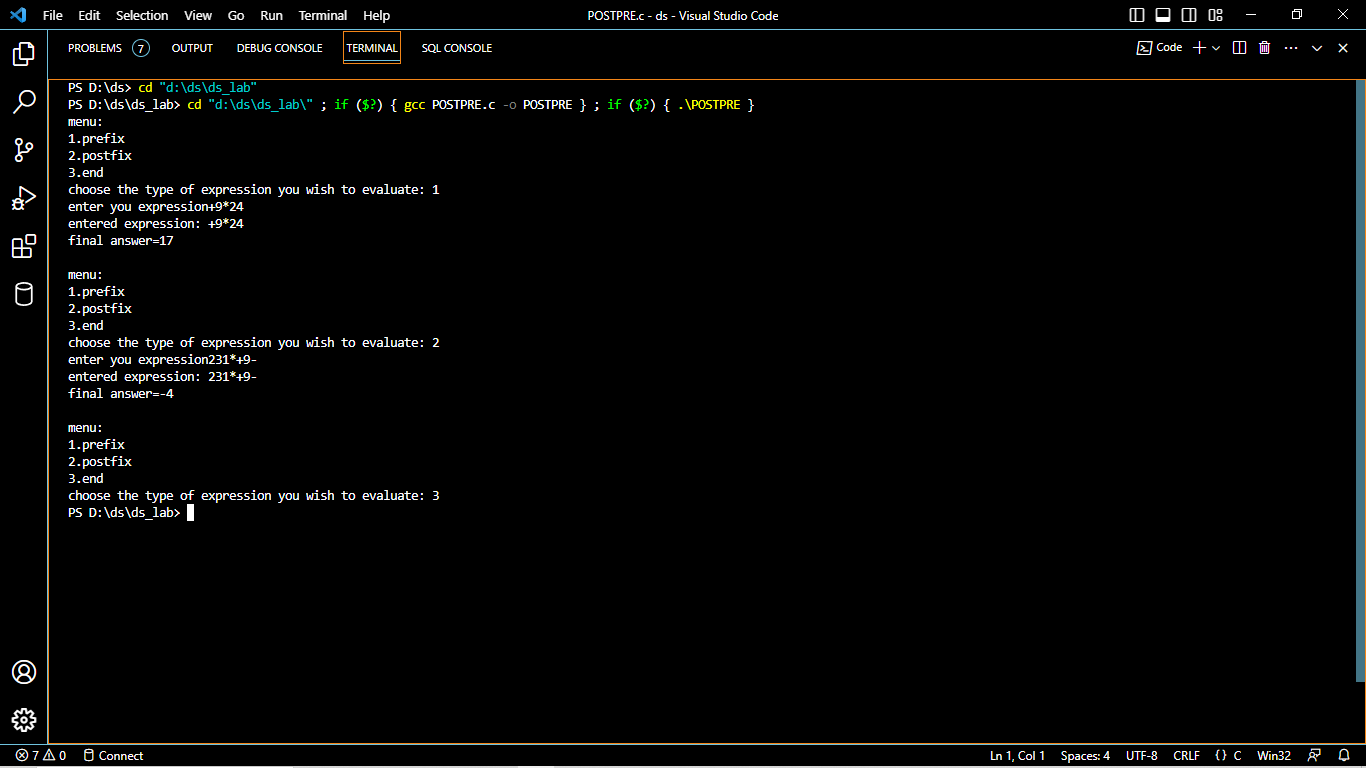 File Edit Selection View Go Run Terminal Help POSTPRE.c - ds - Visual Studio Code
PROBLEMS 7 OUTPUT DEBUG CONSOLE TERMINAL SQL CONSOLE Code
PS D:\ds> cd "d:\ds\ds_lab"
PS D:\ds\ds_lab> cd "d:\ds\ds_lab\" ; if ($?) { gcc POSTPRE.c -o POSTPRE } ; if ($?) { .\POSTPRE }
menu:
1.prefix
2.postfix
3.end
choose the type of expression you wish to evaluate: 1
enter you expression+9*24
entered expression: +9*24
final answer=17
menu:
1.prefix
2.postfix
3.end
choose the type of expression you wish to evaluate: 2
enter you expression231*+9-
entered expression: 231*+9-
final answer=-4
menu:
1.prefix
2.postfix
3.end
choose the type of expression you wish to evaluate: 3
PS D:\ds\ds_lab>
7 0 Connect Ln 1, Col 1 Spaces: 4 UTF-8 CRLF {} C Win32